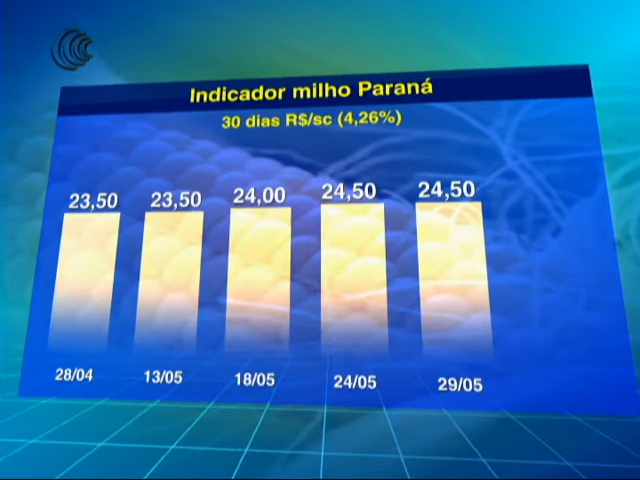 Indicador milho Paraná
30 dias R$/sc (4,26%)
23,50 23,50 24,00 24,50 24,50
28/04 13/05 18/05 24/05 29/05